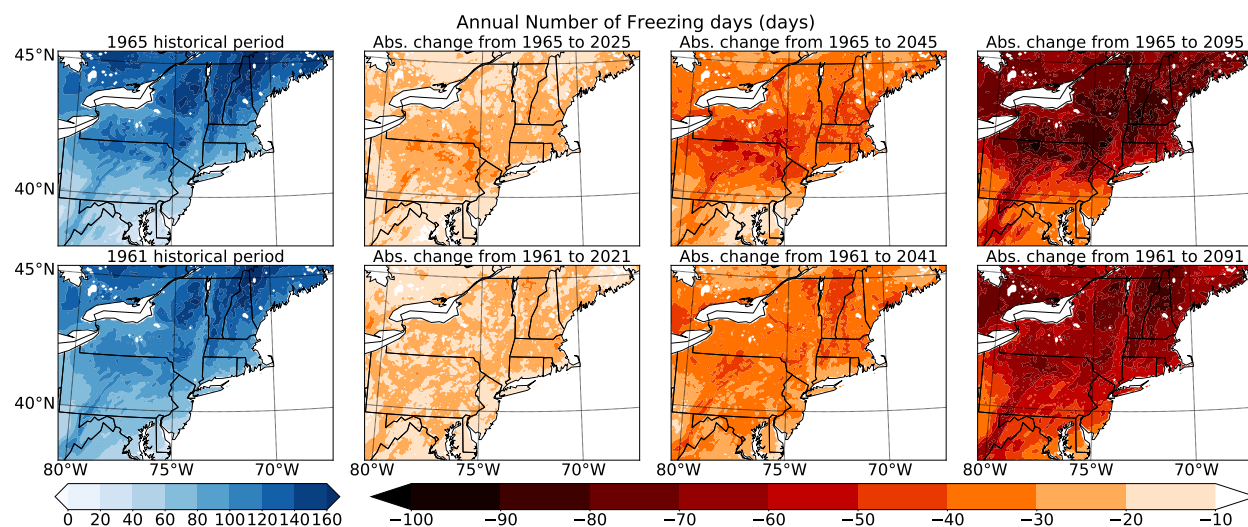 Annual Number of Freezing days (days)
1965 historical period
Abs. change from 1965 to 2025
Abs. change from 1965 to 2045
Abs. change from 1965 to 2095
45°N
40°N
1961 historical period
Abs. change from 1961 to 2021
Abs. change from 1961 to 2041
Abs. change from 1961 to 2091
45°N
40°N
80°W 75°W 70°W
80°W 75°W 70°W
80°W 75°W 70°W
80°W 75°W 70°W
0 20 40 60 80 100 120 140 160
−100 −90 −80 −70 −60 −50 −40 −30 −20 −10